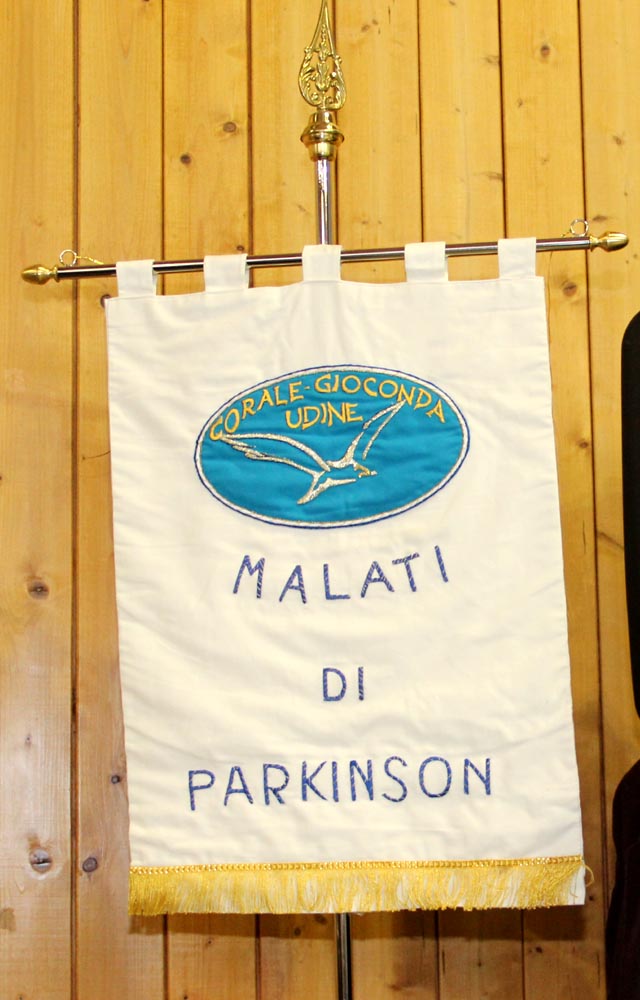 CORALE-GIOCONDA
UDINE
MALATI
DI
PARKINSON